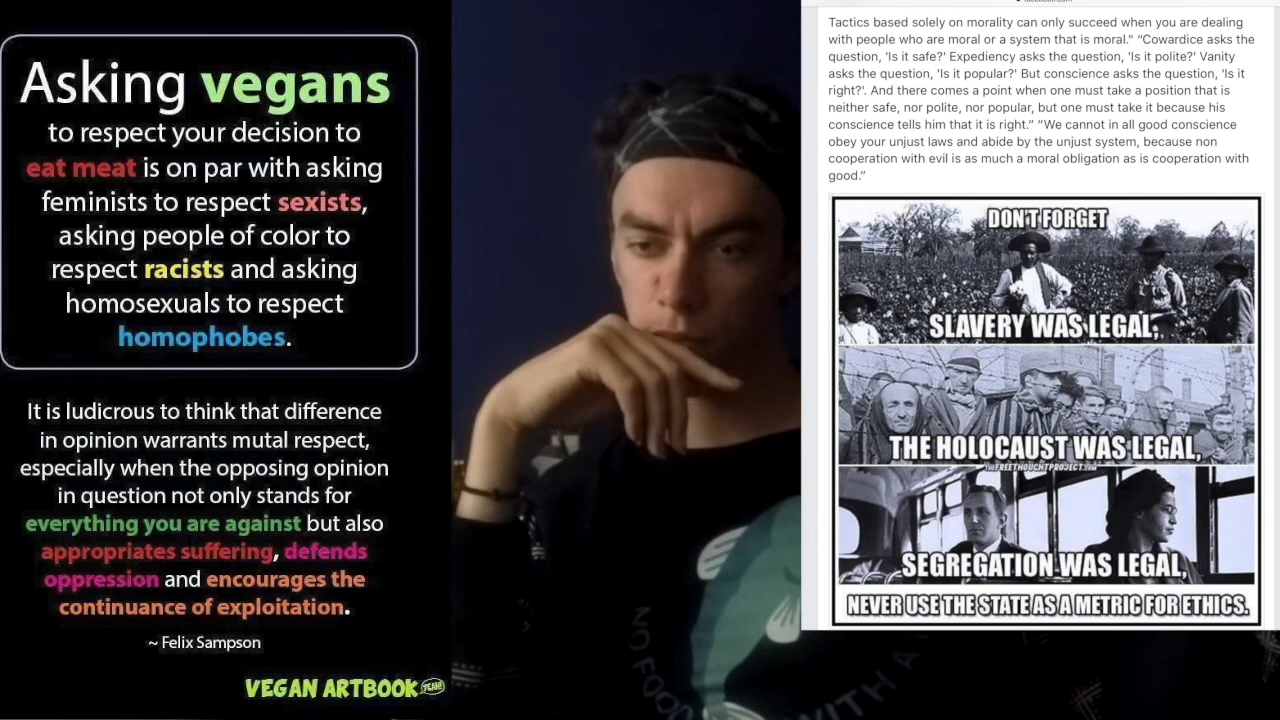 Asking vegans
to respect your decision to
eat meat is on par with asking
feminists to respect sexists,
asking people of color to
respect racists and asking
homosexuals to respect
homophobes.
It is ludicrous to think that difference
in opinion warrants mutal respect,
especially when the opposing opinion
in question not only stands for
everything you are against but also
appropriates suffering, defends
oppression and encourages the
continuance of exploitation.
~ Felix Sampson
VEGAN ARTBOOK YEAH!
NO FOOD WITH A
facebook.com
Tactics based solely on morality can only succeed when you are dealing
with people who are moral or a system that is moral." "Cowardice asks the
question, 'Is it safe?' Expediency asks the question, 'Is it polite?' Vanity
asks the question, 'Is it popular?' But conscience asks the question, 'Is it
right?'. And there comes a point when one must take a position that is
neither safe, nor polite, nor popular, but one must take it because his
conscience tells him that it is right.” “We cannot in all good conscience
obey your unjust laws and abide by the unjust system, because non
cooperation with evil is as much a moral obligation as is cooperation with
good.”
DON'T FORGET
SLAVERY WAS LEGAL,
THE HOLOCAUST WAS LEGAL,
THEFREETHOUGHTPROJECT.COM
SEGREGATION WAS LEGAL,
NEVER USE THE STATE AS A METRIC FOR ETHICS.